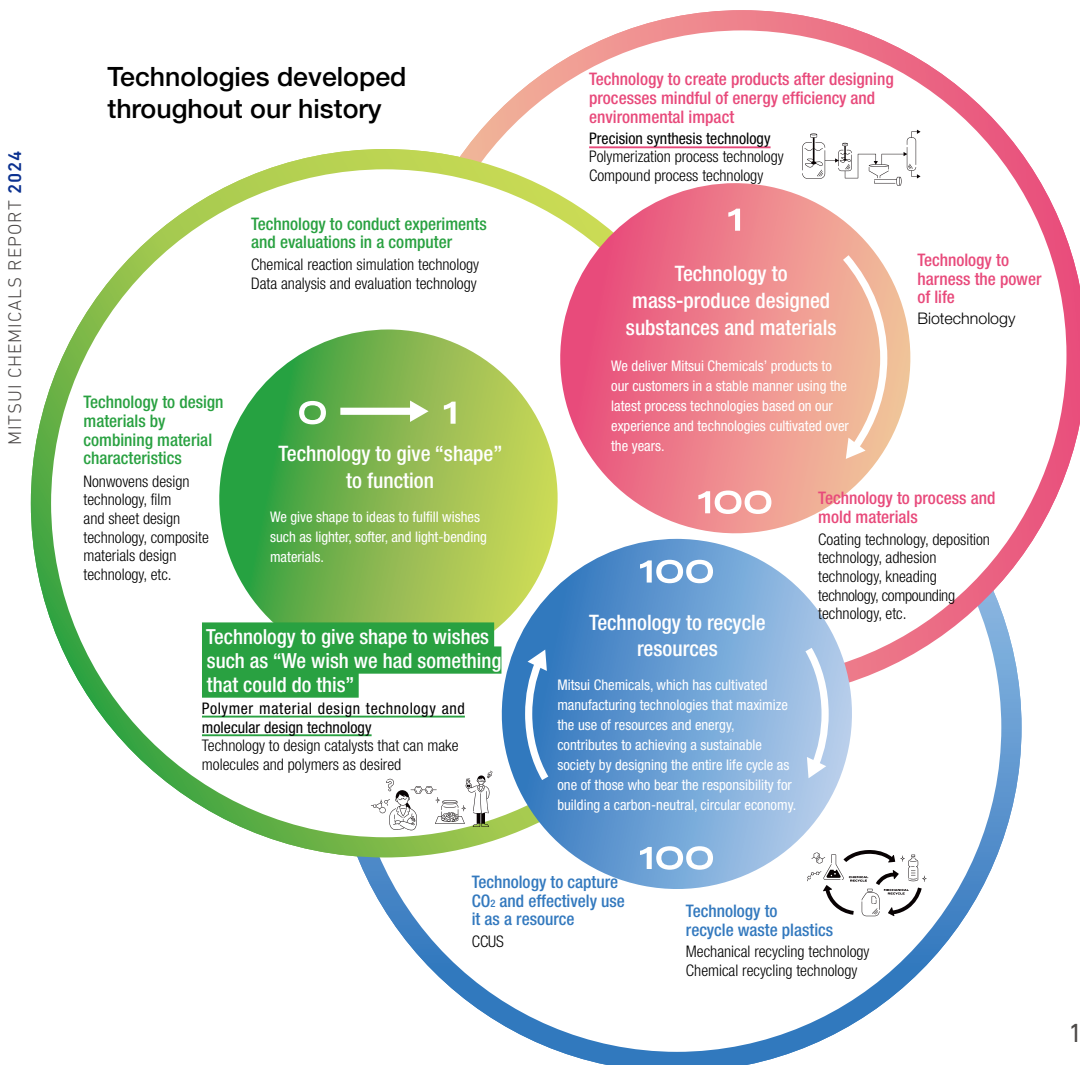 Technologies developed
throughout our history
MITSUI CHEMICALS REPORT 2024
Technology to create products after designing
processes mindful of energy efficiency and
environmental impact
Precision synthesis technology
Polymerization process technology
Compound process technology
Technology to conduct experiments
and evaluations in a computer
Chemical reaction simulation technology
Data analysis and evaluation technology
1
Technology to
mass-produce designed
substances and materials
We deliver Mitsui Chemicals’ products to
our customers in a stable manner using the
latest process technologies based on our
experience and technologies cultivated over
the years.
100
Technology to
harness the power
of life
Biotechnology
Technology to design
materials by
combining material
characteristics
Nonwovens design
technology, film
and sheet design
technology, composite
materials design
technology, etc.
0 1
Technology to give “shape”
to function
We give shape to ideas to fulfill wishes
such as lighter, softer, and light-bending
materials.
Technology to process and
mold materials
Coating technology, deposition
technology, adhesion
technology, kneading
technology, compounding
technology, etc.
Technology to give shape to wishes
such as “We wish we had something
that could do this”
Polymer material design technology and
molecular design technology
Technology to design catalysts that can make
molecules and polymers as desired
?
100
Technology to recycle
resources
Mitsui Chemicals, which has cultivated
manufacturing technologies that maximize
the use of resources and energy,
contributes to achieving a sustainable
society by designing the entire life cycle as
one of those who bear the responsibility for
building a carbon-neutral, circular economy.
100
Technology to capture
CO₂ and effectively use
it as a resource
CCUS
CHEMICAL
RECYCLE
MECHANICAL
RECYCLE
Technology to
recycle waste plastics
Mechanical recycling technology
Chemical recycling technology
1